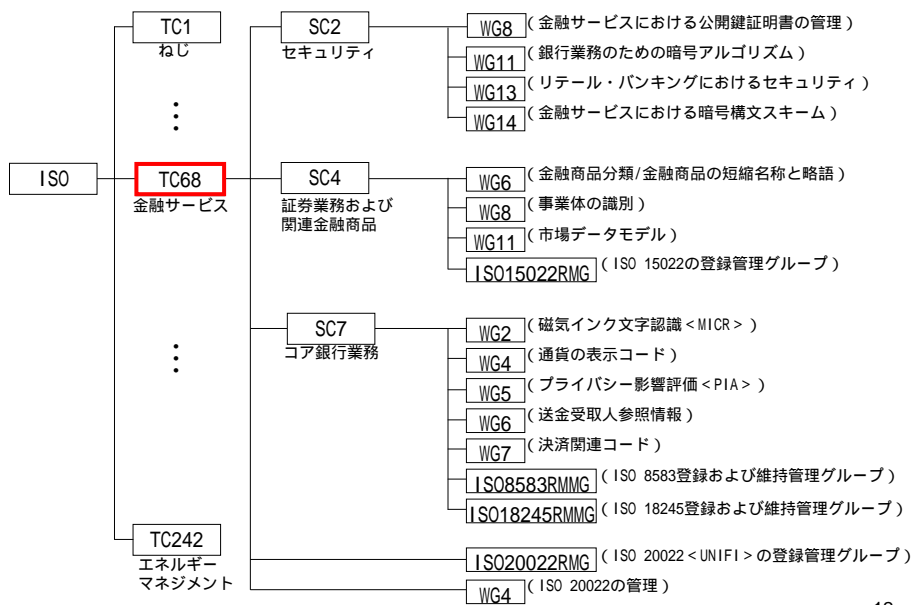 TC1
ねじ
SC2
セキュリティ
WG8（金融サービスにおける公開鍵証明書の管理）
WG11（銀行業務のための暗号アルゴリズム）
WG13（リテール・バンキングにおけるセキュリティ）
WG14（金融サービスにおける暗号構文スキーム）
ISO
TC68
金融サービス
SC4
証券業務および
関連金融商品
WG6（金融商品分類/金融商品の短縮名称と略語）
WG8（事業体の識別）
WG11（市場データモデル）
ISO15022RMG（ISO 15022の登録管理グループ）
SC7
コア銀行業務
WG2（磁気インク文字認識<MICR>）
WG4（通貨の表示コード）
WG5（プライバシー影響評価<PIA>）
WG6（送金受取人参照情報）
WG7（決済関連コード）
ISO8583RMMG（ISO 8583登録および維持管理グループ）
ISO18245RMMG（ISO 18245登録および維持管理グループ）
TC242
エネルギー
マネジメント
ISO20022RMG（ISO 20022<UNIFI>の登録管理グループ）
WG4（ISO 20022の管理）